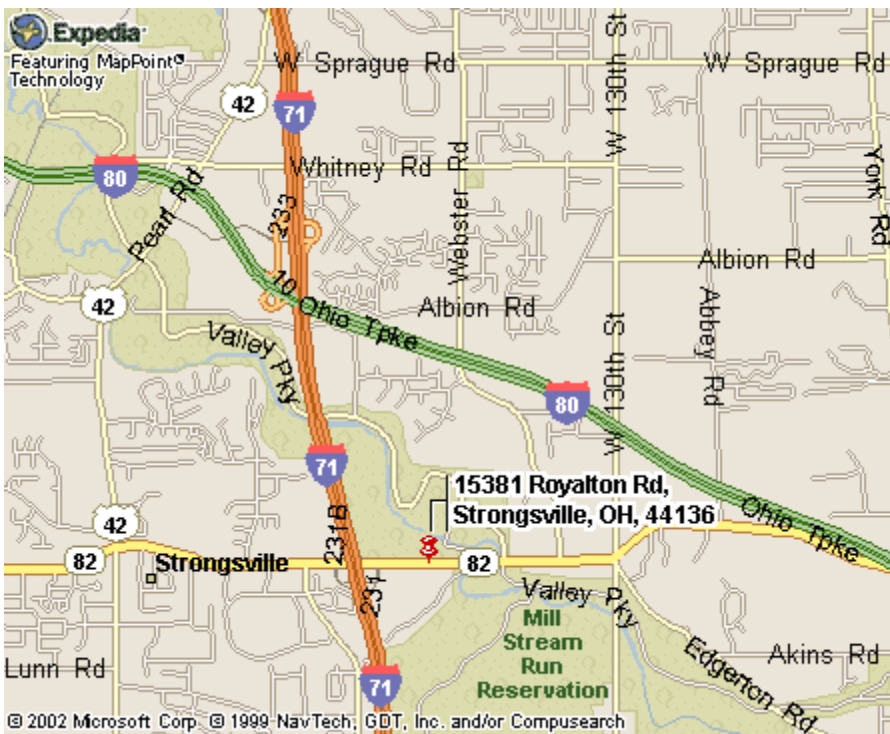 Expedia
Featuring MapPoint®
Technology
W Sprague Rd
W Sprague Rd
42
71
W 130th St
Whitney Rd
80
Pearl Rd
233
Webster Rd
York Rd
Albion Rd
42
10 Ohio Tpke
Albion Rd
Valley Pky
Abbey Rd
W 130th St
80
71
15381 Royalton Rd,
Strongsville, OH, 44136
Ohio Tpke
42
231B
82
Strongsville
82
231
Valley Pky
Mill
Stream
Run
Reservation
Edgerton Rd
Akins Rd
Lunn Rd
71
© 2002 Microsoft Corp. © 1999 NavTech, GDT, Inc. and/or Compusearch